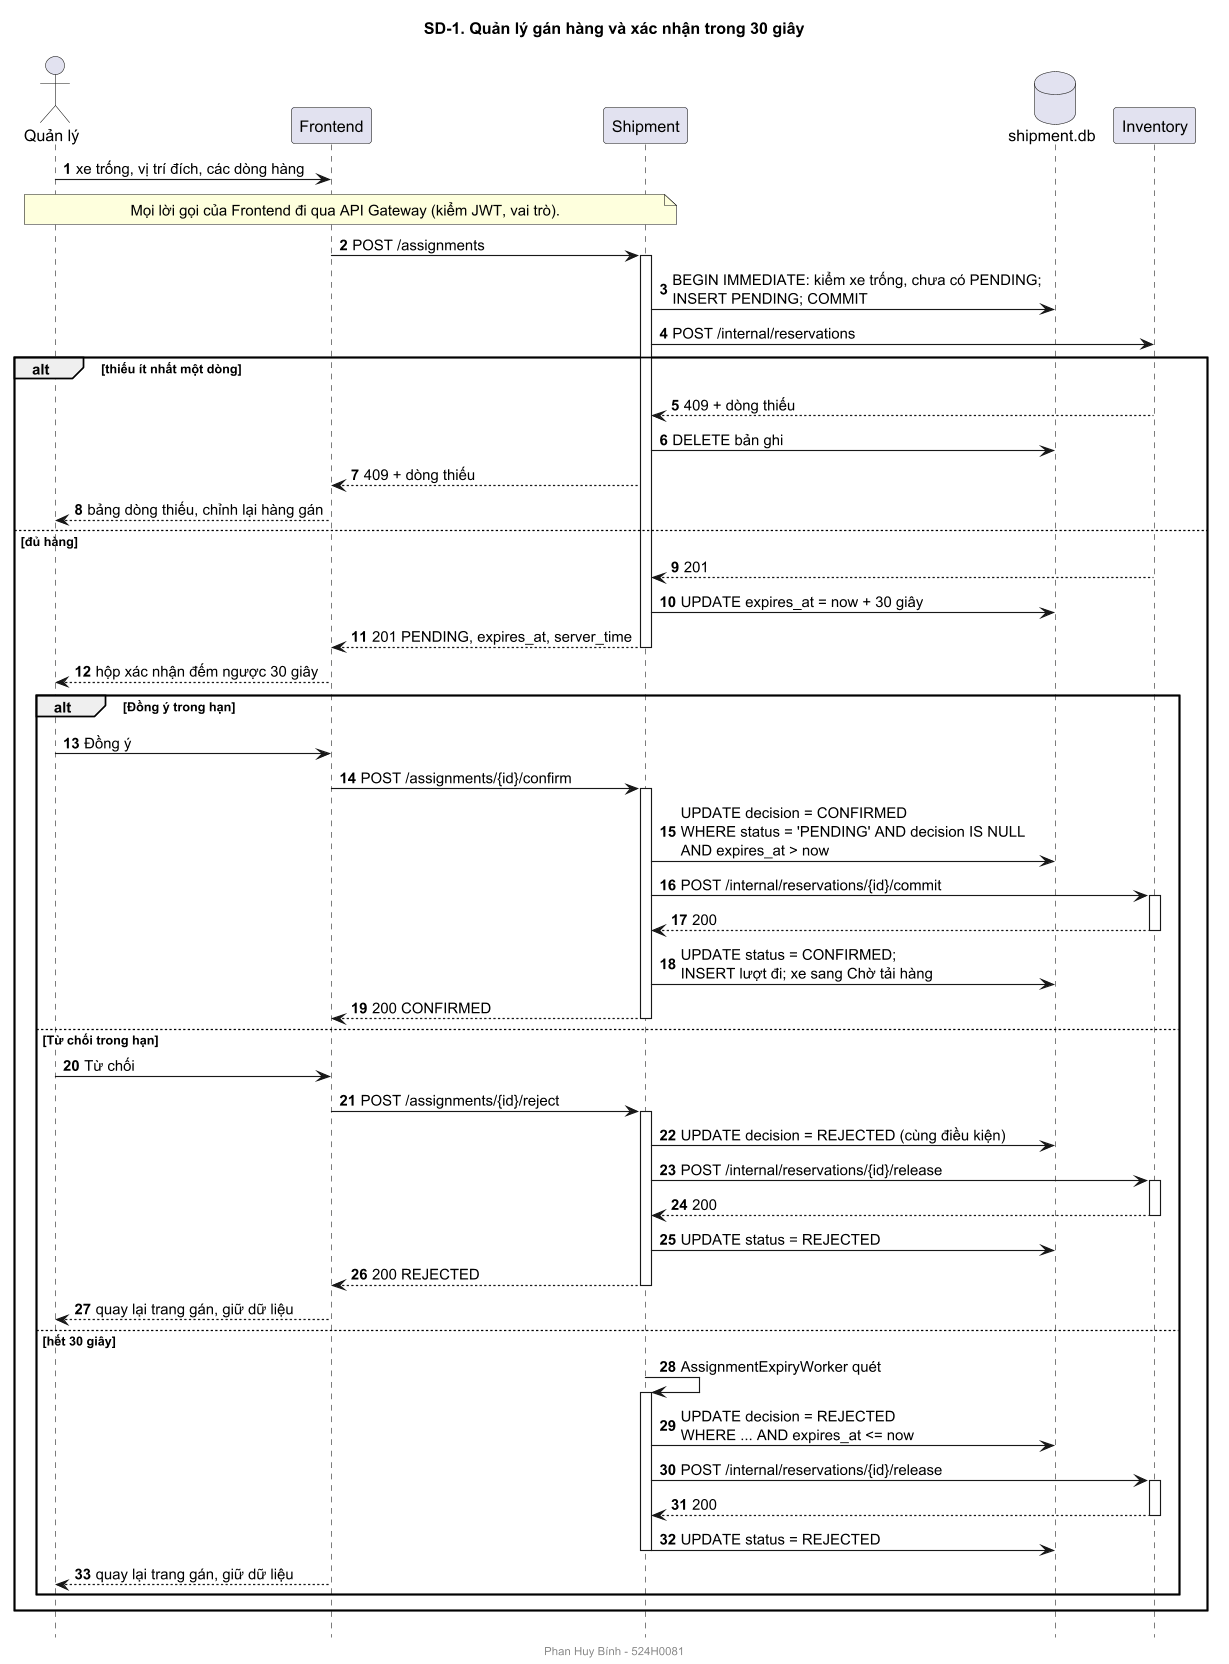 SD-1. Quản lý gán hàng và xác nhận trong 30 giây
Quản lý
Frontend
Shipment
shipment.db
Inventory
1 xe trống, vị trí đích, các dòng hàng
Mọi lời gọi của Frontend đi qua API Gateway (kiểm JWT, vai trò).
2 POST /assignments
3 BEGIN IMMEDIATE: kiểm xe trống, chưa có PENDING;
INSERT PENDING; COMMIT
4 POST /internal/reservations
alt [thiếu ít nhất một dòng]
5 409 + dòng thiếu
6 DELETE bản ghi
7 409 + dòng thiếu
8 bảng dòng thiếu, chỉnh lại hàng gán
[đủ hàng]
9 201
10 UPDATE expires_at = now + 30 giây
11 201 PENDING, expires_at, server_time
12 hộp xác nhận đếm ngược 30 giây
alt [Đồng ý trong hạn]
13 Đồng ý
14 POST /assignments/{id}/confirm
UPDATE decision = CONFIRMED
15 WHERE status = 'PENDING' AND decision IS NULL
AND expires_at > now
16 POST /internal/reservations/{id}/commit
17 200
18 UPDATE status = CONFIRMED;
INSERT lượt đi; xe sang Chờ tải hàng
19 200 CONFIRMED
[Từ chối trong hạn]
20 Từ chối
21 POST /assignments/{id}/reject
22 UPDATE decision = REJECTED (cùng điều kiện)
23 POST /internal/reservations/{id}/release
24 200
25 UPDATE status = REJECTED
26 200 REJECTED
27 quay lại trang gán, giữ dữ liệu
[hết 30 giây]
28 AssignmentExpiryWorker quét
29 UPDATE decision = REJECTED
WHERE ... AND expires_at <= now
30 POST /internal/reservations/{id}/release
31 200
32 UPDATE status = REJECTED
33 quay lại trang gán, giữ dữ liệu
Phan Huy Bính - 524H0081